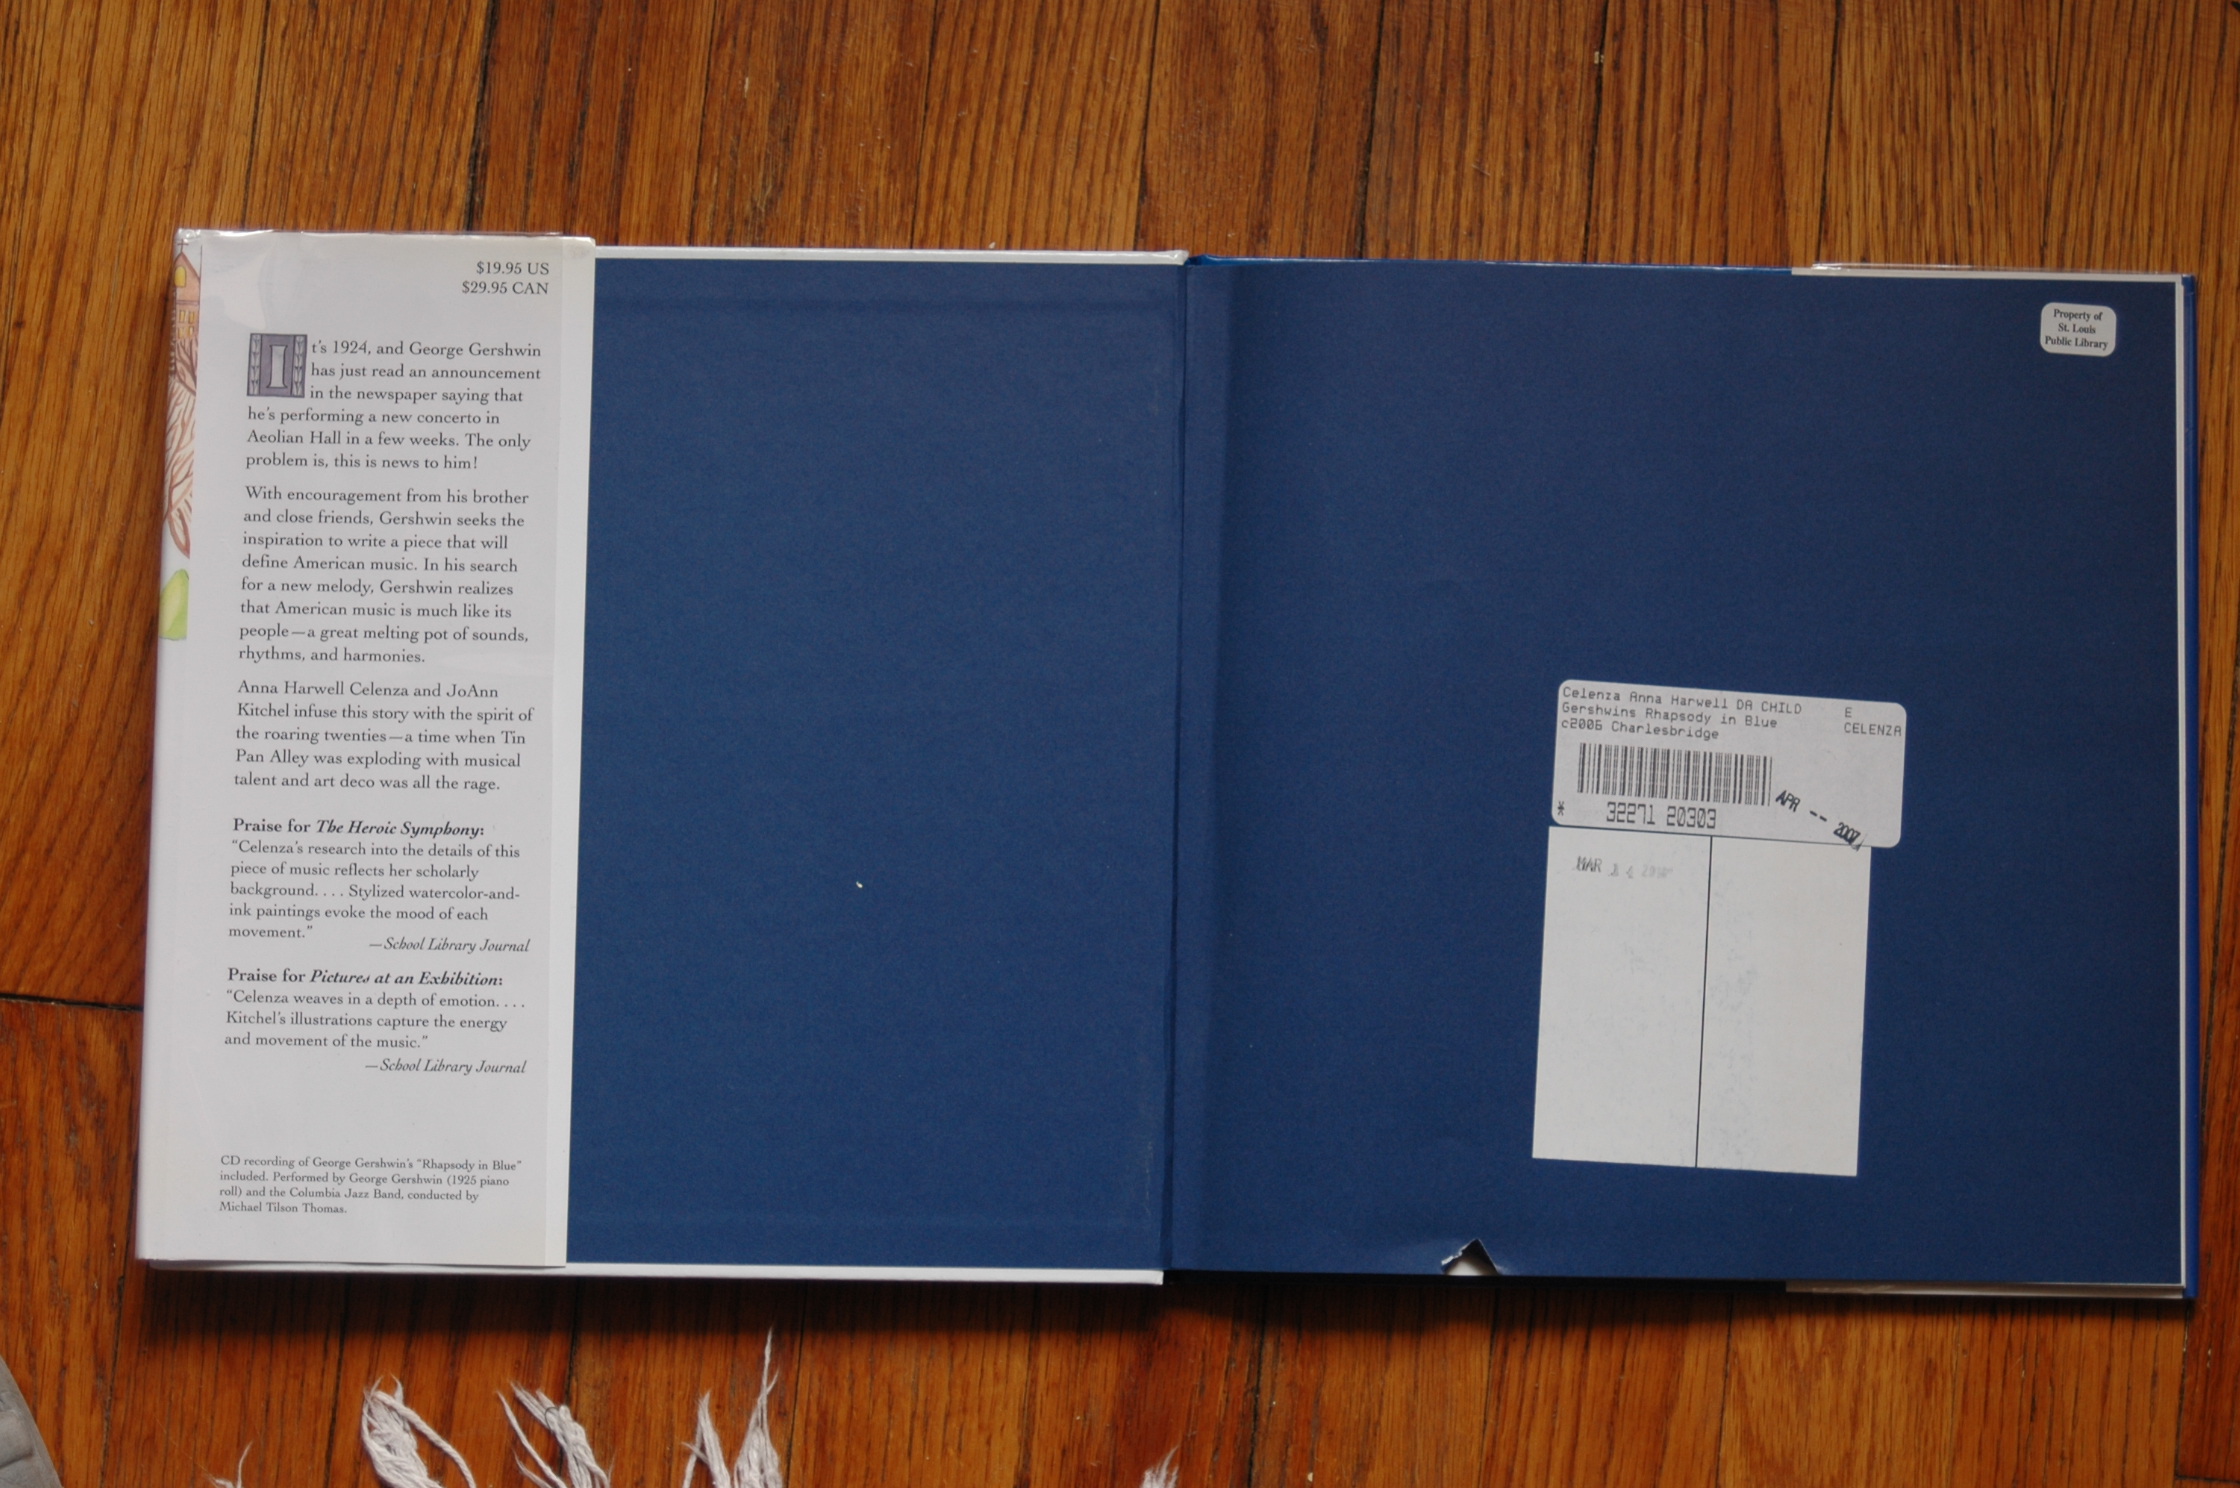 $19.95 US
$29.95 CAN
It's 1924, and George Gershwin
has just read an announcement
in the newspaper saying that
he's performing a new concerto in
Aeolian Hall in a few weeks. The only
problem is, this is news to him!
With encouragement from his brother
and close friends, Gershwin seeks the
inspiration to write a piece that will
define American music. In his search
for a new melody, Gershwin realizes
that American music is much like its
people—a great melting pot of sounds,
rhythms, and harmonies.
Anna Harwell Celenza and JoAnn
Kitchel infuse this story with the spirit of
the roaring twenties—a time when Tin
Pan Alley was exploding with musical
talent and art deco was all the rage.
Praise for The Heroic Symphony:
“Celenza's research into the details of this
piece of music reflects her scholarly
background. . . . Stylized watercolor-and-
ink paintings evoke the mood of each
movement.”
—School Library Journal
Praise for Pictures at an Exhibition:
“Celenza weaves in a depth of emotion. . . .
Kitchel's illustrations capture the energy
and movement of the music.”
—School Library Journal
CD recording of George Gershwin's “Rhapsody in Blue”
included. Performed by George Gershwin (1925 piano
roll) and the Columbia Jazz Band, conducted by
Michael Tilson Thomas.
Property of
St. Louis
Public Library
Celenza Anna Harwell DA CHILD E
Gershwins Rhapsody in Blue CELENZA
c2006 Charlesbridge
* 32271 20303
APR -- 2007
MAR